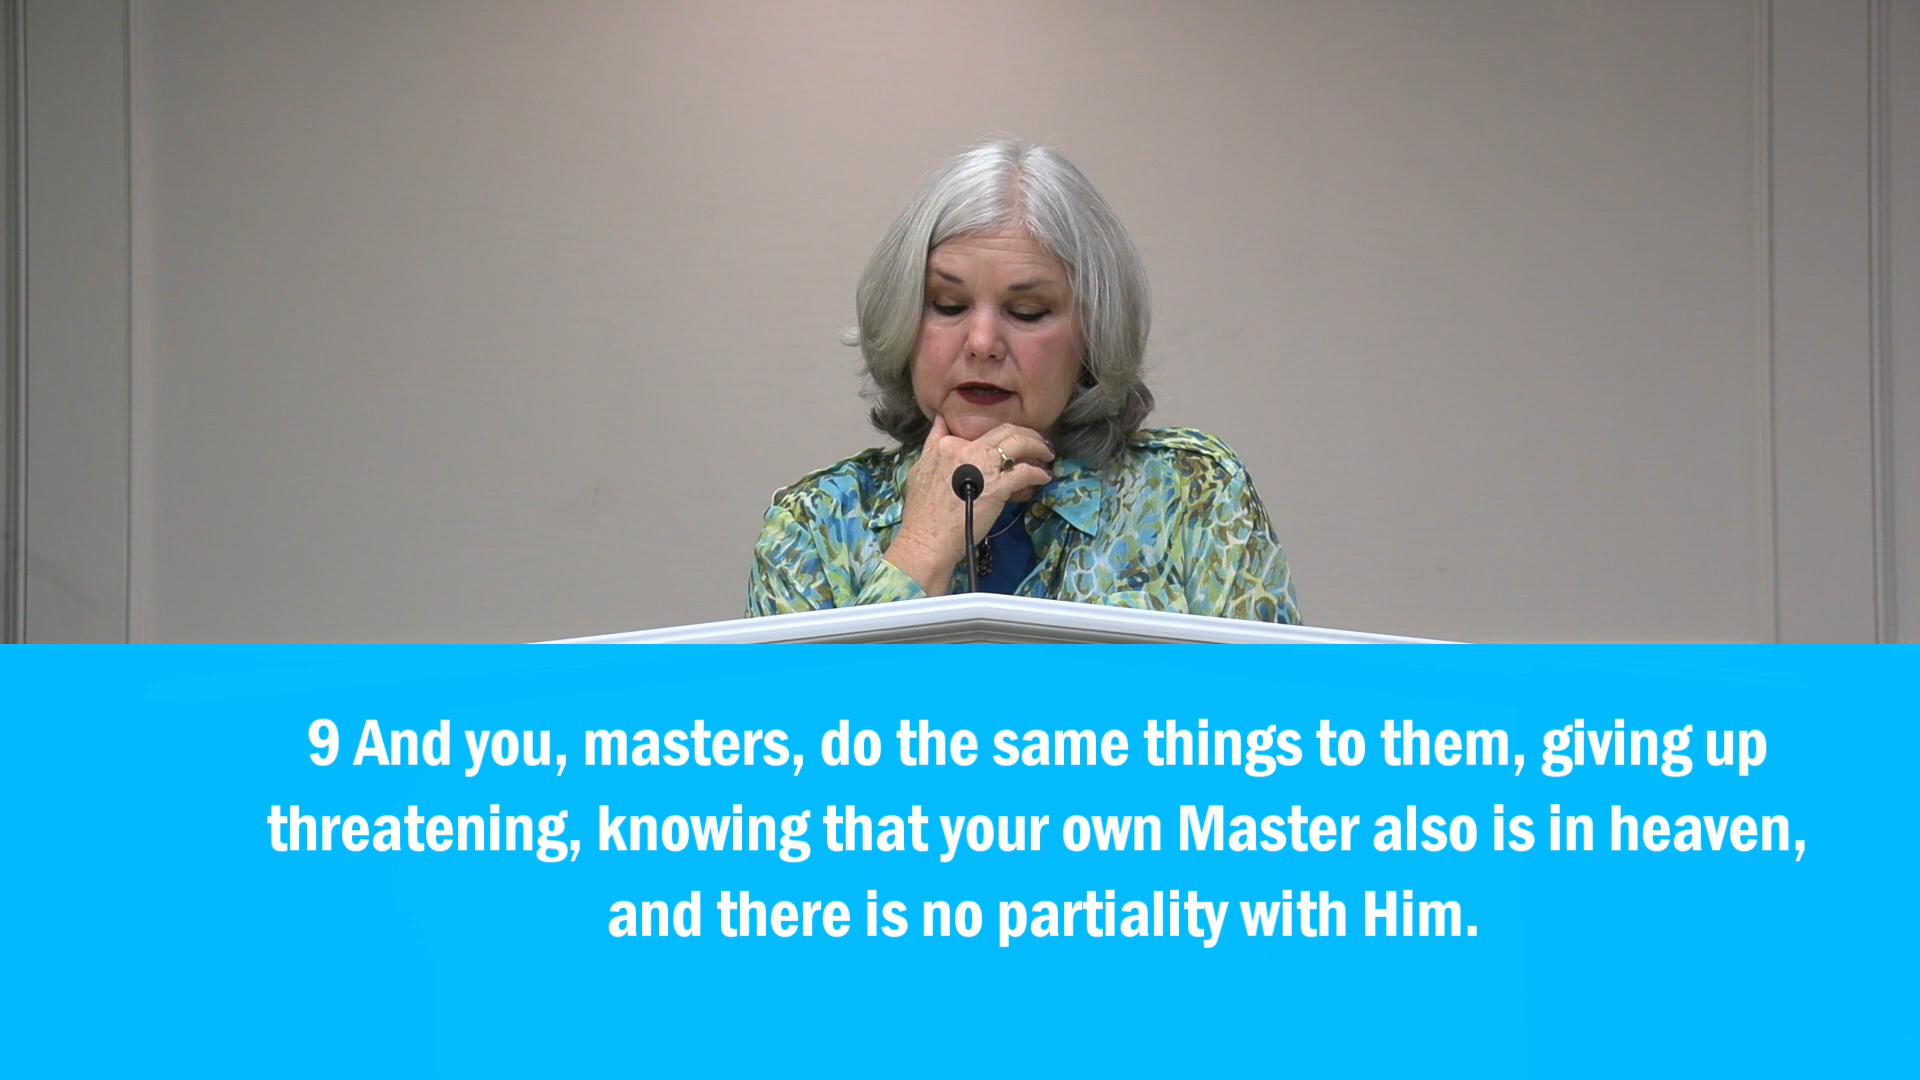 9 And you, masters, do the same things to them, giving up
threatening, knowing that your own Master also is in heaven,
and there is no partiality with Him.